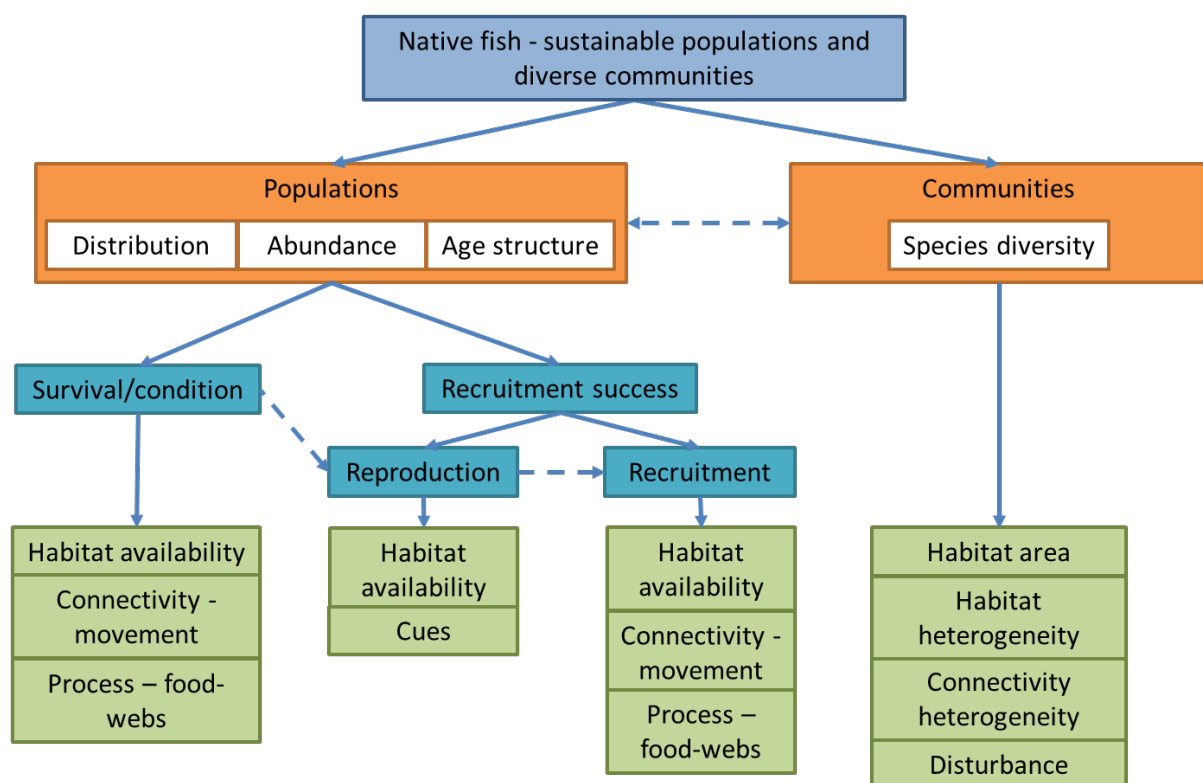 Native fish - sustainable populations and
diverse communities
Populations
Distribution
Abundance
Age structure
Communities
Species diversity
Survival/condition
Recruitment success
Reproduction
Recruitment
Habitat availability
Connectivity -
movement
Process – food-
webs
Habitat
availability
Cues
Habitat
availability
Connectivity -
movement
Process –
food-webs
Habitat area
Habitat
heterogeneity
Connectivity
heterogeneity
Disturbance